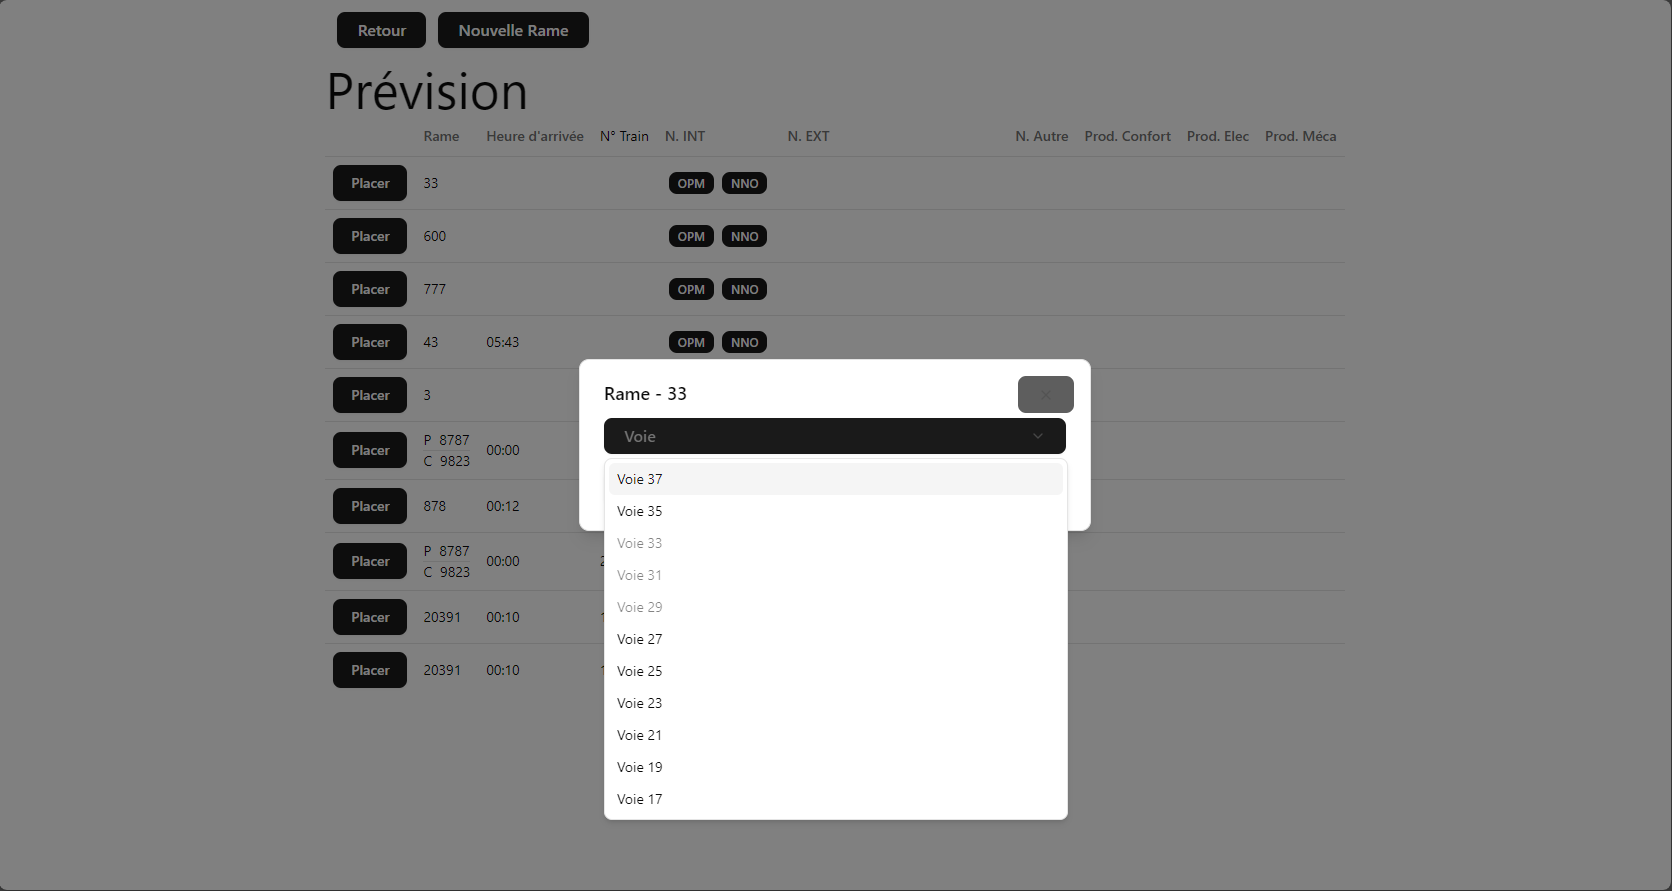 Retour Nouvelle Rame
Prévision
Rame Heure d'arrivée N° Train N. INT N. EXT N. Autre Prod. Confort Prod. Elec Prod. Méca
Placer 33 OPM NNO
Placer 600 OPM NNO
Placer 777 OPM NNO
Placer 43 05:43 OPM NNO
Placer 3
Placer P 8787 00:00
C 9823
Placer 878 00:12
Placer P 8787 00:00
C 9823
Placer 20391 00:10
Placer 20391 00:10
Rame - 33
Voie
Voie 37
Voie 35
Voie 33
Voie 31
Voie 29
Voie 27
Voie 25
Voie 23
Voie 21
Voie 19
Voie 17